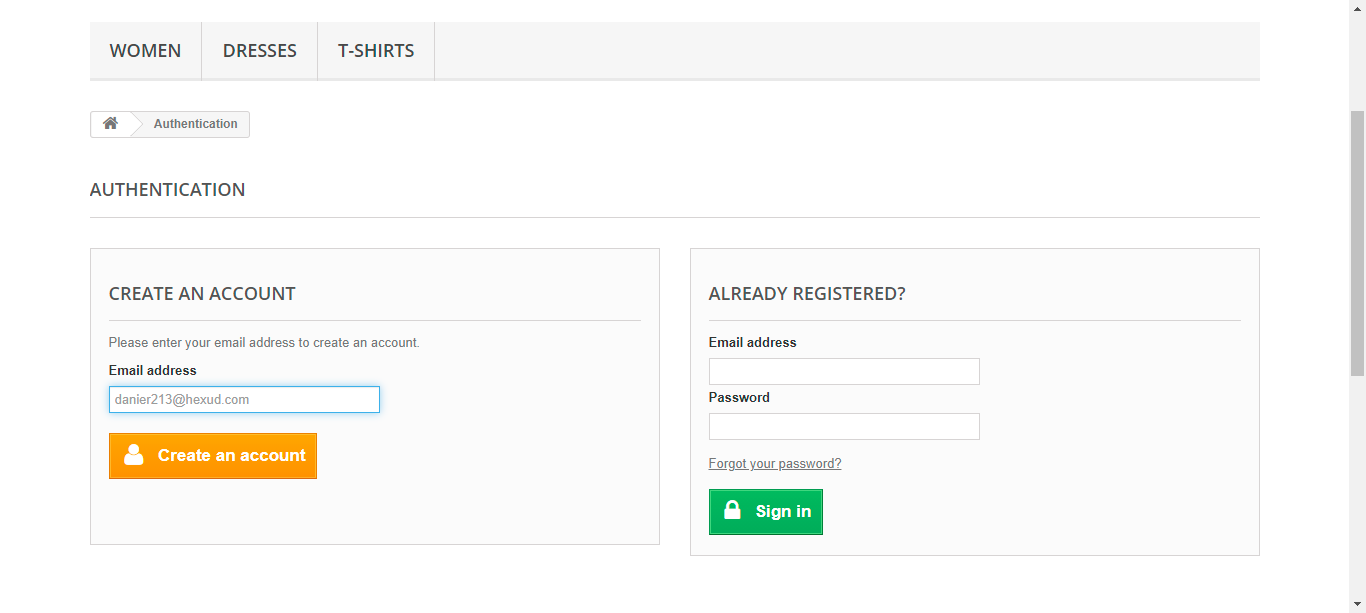 WOMEN DRESSES T-SHIRTS
Authentication
AUTHENTICATION
CREATE AN ACCOUNT
Please enter your email address to create an account.
Email address
danier213@hexud.com
Create an account
ALREADY REGISTERED?
Email address
Password
Forgot your password?
Sign in